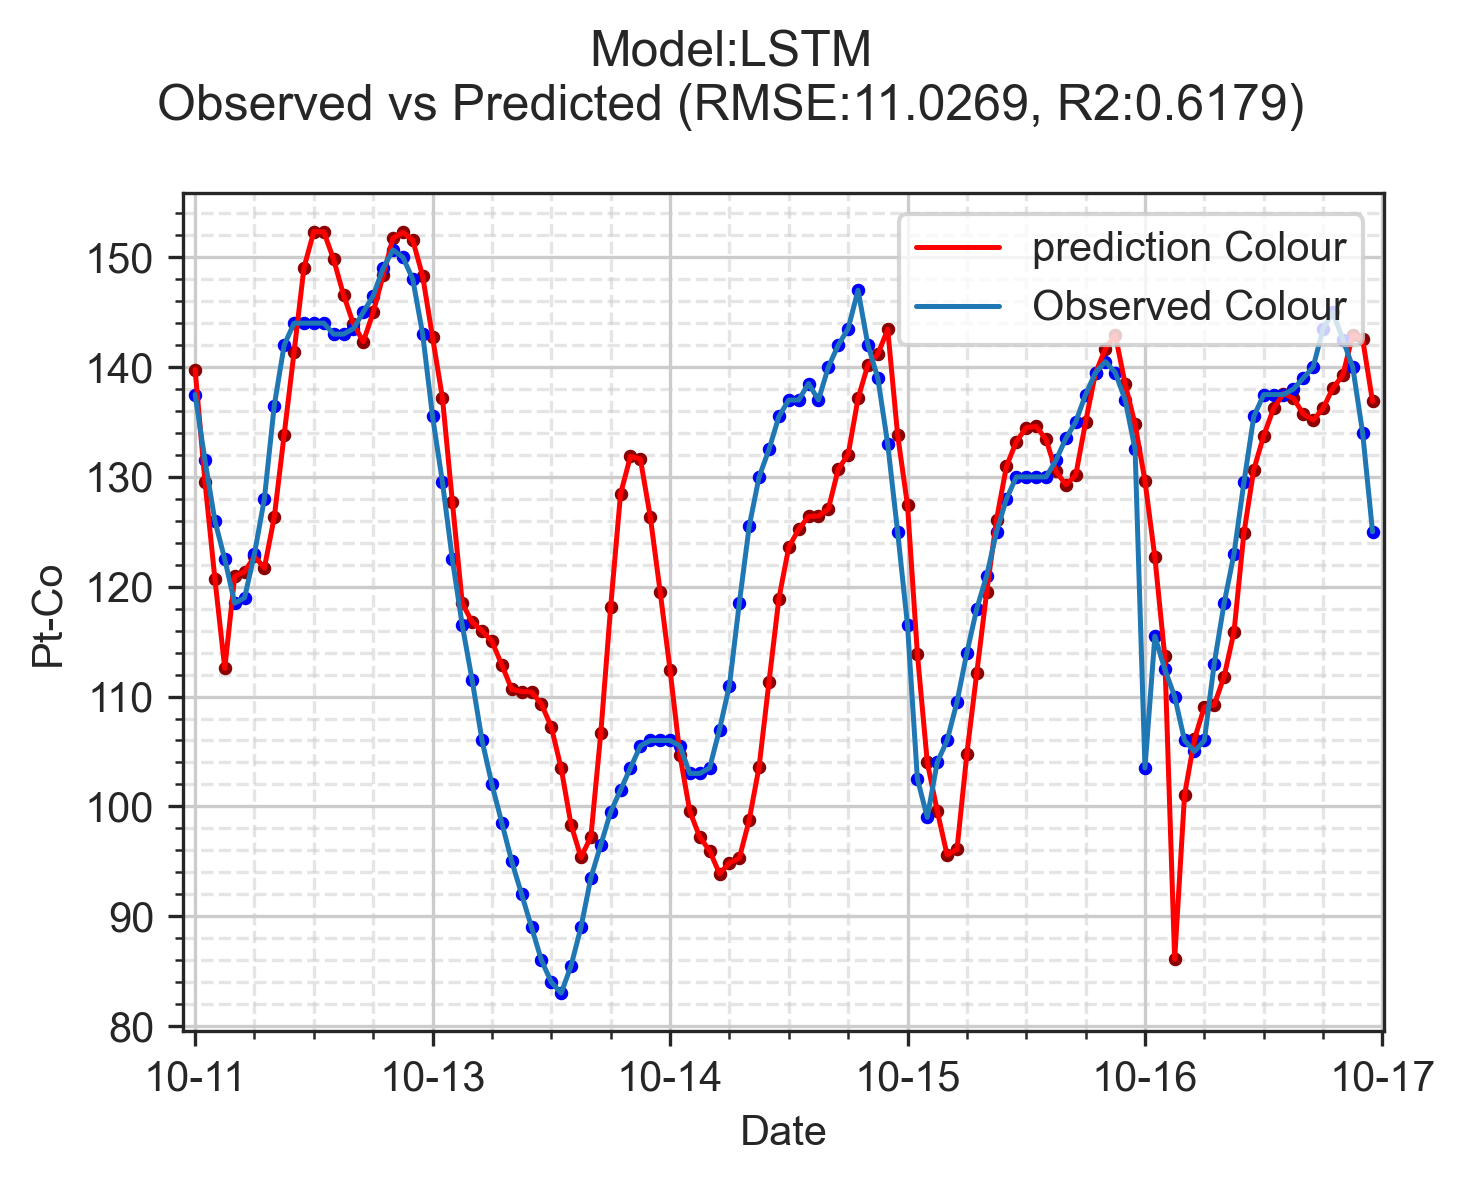 Model:LSTM
Observed vs Predicted (RMSE:11.0269, R2:0.6179)
prediction Colour
Observed Colour
150
140
130
120
110
100
90
80
Pt-Co
10-11 10-13 10-14 10-15 10-16 10-17
Date